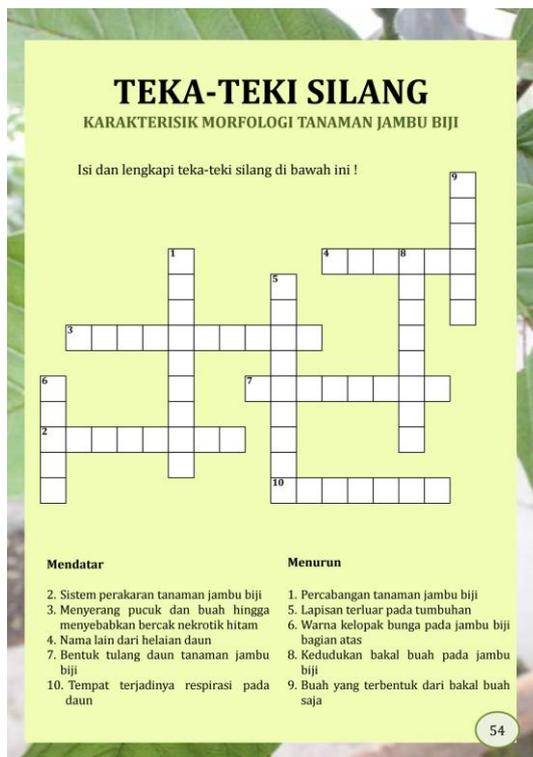 TEKA-TEKI SILANG
KARAKTERISIK MORFOLOGI TANAMAN JAMBU BIJI
Isi dan lengkapi teka-teki silang di bawah ini !
9
1
4
8
5
3
6
7
2
10
Mendatar
2. Sistem perakaran tanaman jambu biji
3. Menyerang pucuk dan buah hingga
menyebabkan bercak nekrotik hitam
4. Nama lain dari helaian daun
7. Bentuk tulang daun tanaman jambu
biji
10. Tempat terjadinya respirasi pada
daun
Menurun
1. Percabangan tanaman jambu biji
5. Lapisan terluar pada tumbuhan
6. Warna kelopak bunga pada jambu biji
bagian atas
8. Kedudukan bakal buah pada jambu
biji
9. Buah yang terbentuk dari bakal buah
saja
54